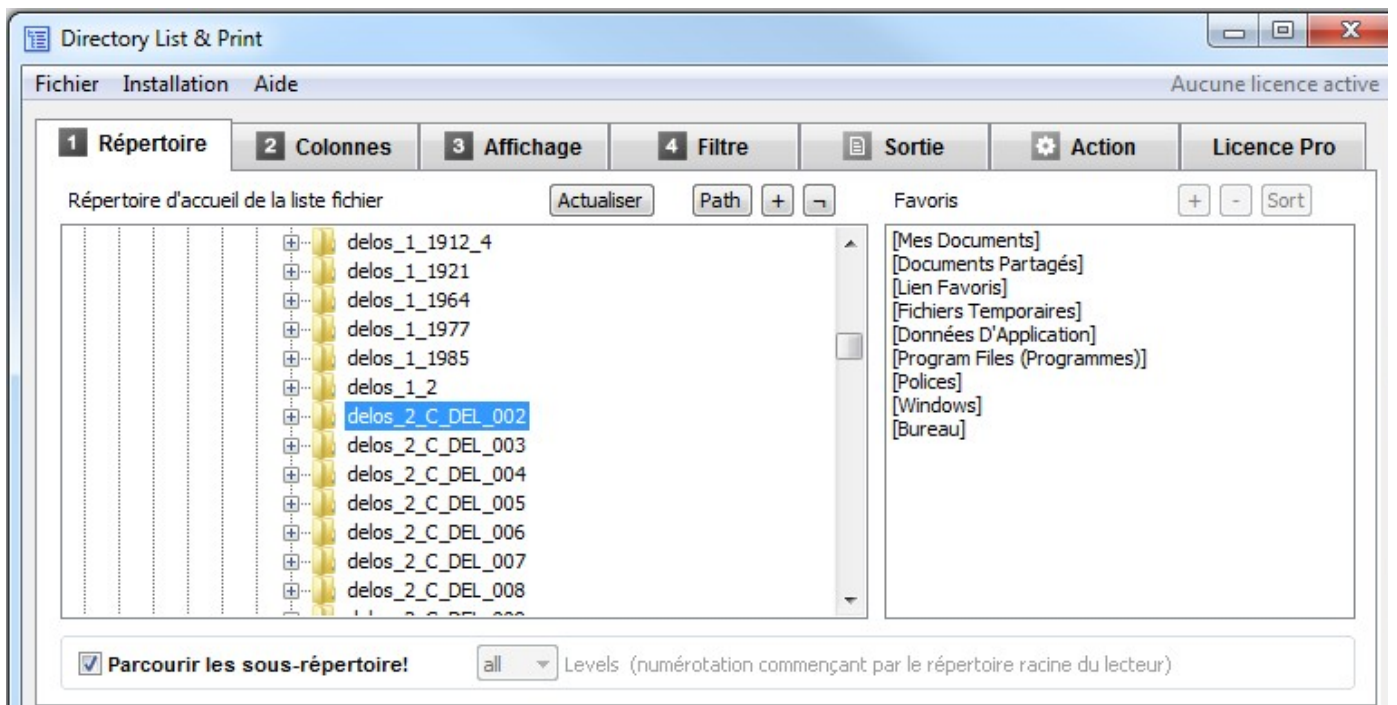 Directory List & Print
Fichier Installation Aide Aucune licence active
1 Répertoire 2 Colonnes 3 Affichage 4 Filtre Sortie Action Licence Pro
Répertoire d'accueil de la liste fichier Actualiser Path + ¬ Favoris + - Sort
delos_1_1912_4
delos_1_1921
delos_1_1964
delos_1_1977
delos_1_1985
delos_1_2
delos_2_C_DEL_002
delos_2_C_DEL_003
delos_2_C_DEL_004
delos_2_C_DEL_005
delos_2_C_DEL_006
delos_2_C_DEL_007
delos_2_C_DEL_008
[Mes Documents]
[Documents Partagés]
[Lien Favoris]
[Fichiers Temporaires]
[Données D'Application]
[Program Files (Programmes)]
[Polices]
[Windows]
[Bureau]
Parcourir les sous-répertoire! all Levels (numérotation commençant par le répertoire racine du lecteur)